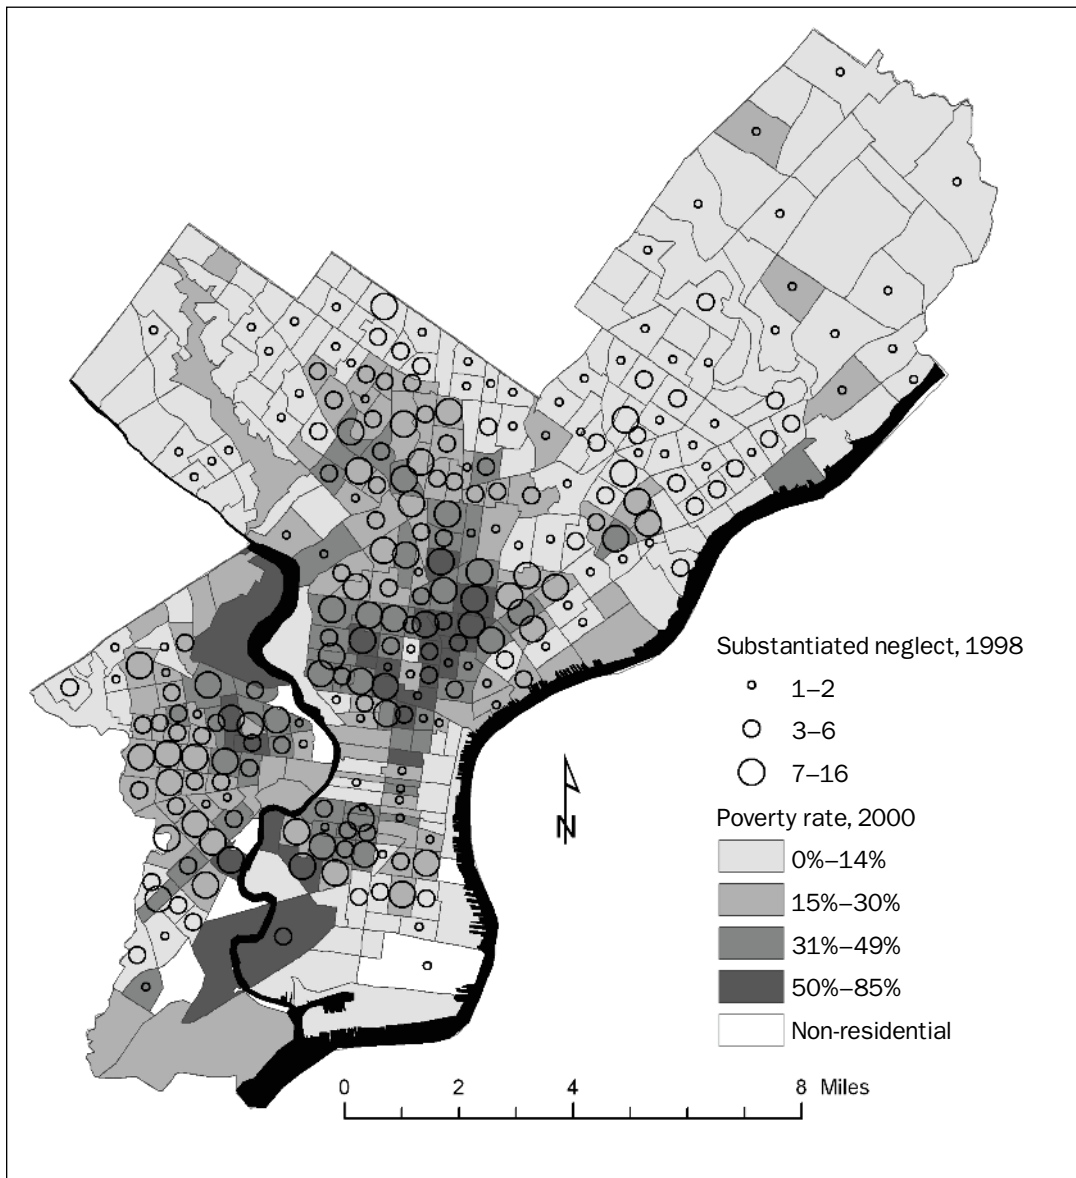 Substantiated neglect, 1998
1–2
3–6
7–16
Poverty rate, 2000
0%–14%
15%–30%
31%–49%
50%–85%
Non-residential
N
0 2 4 8 Miles